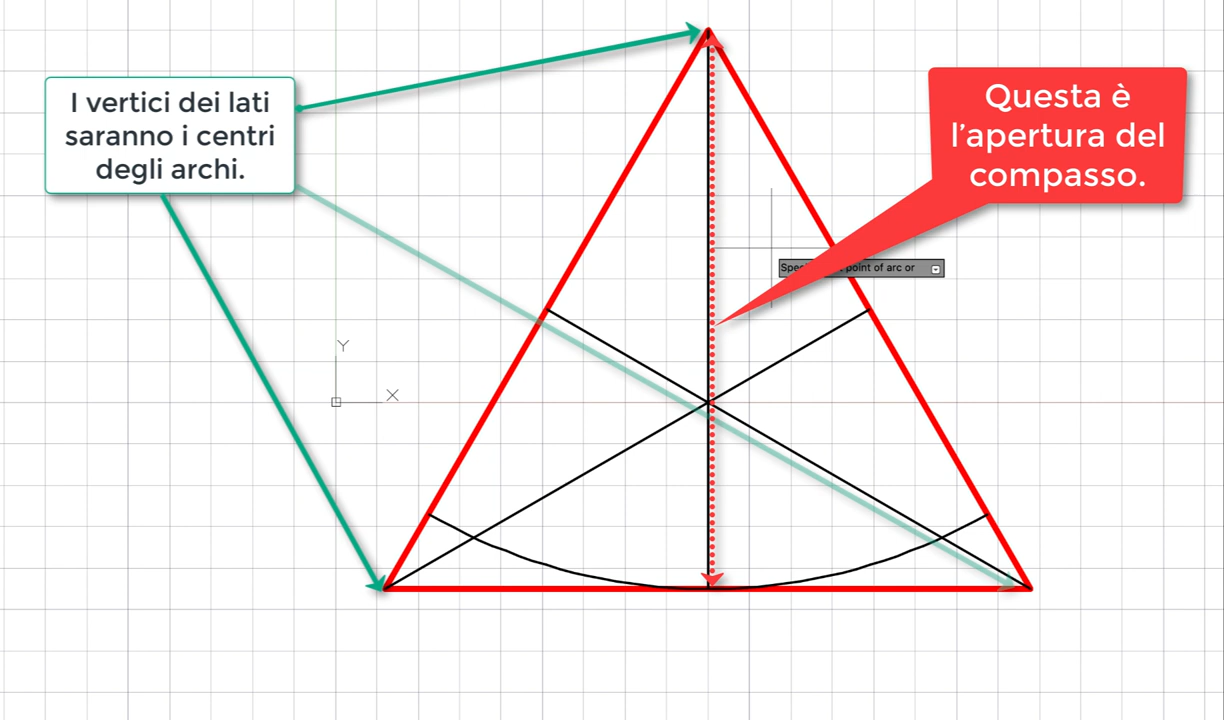 I vertici dei lati
saranno i centri
degli archi.
Questa è
l'apertura del
compasso.
point of arc or
Y
X